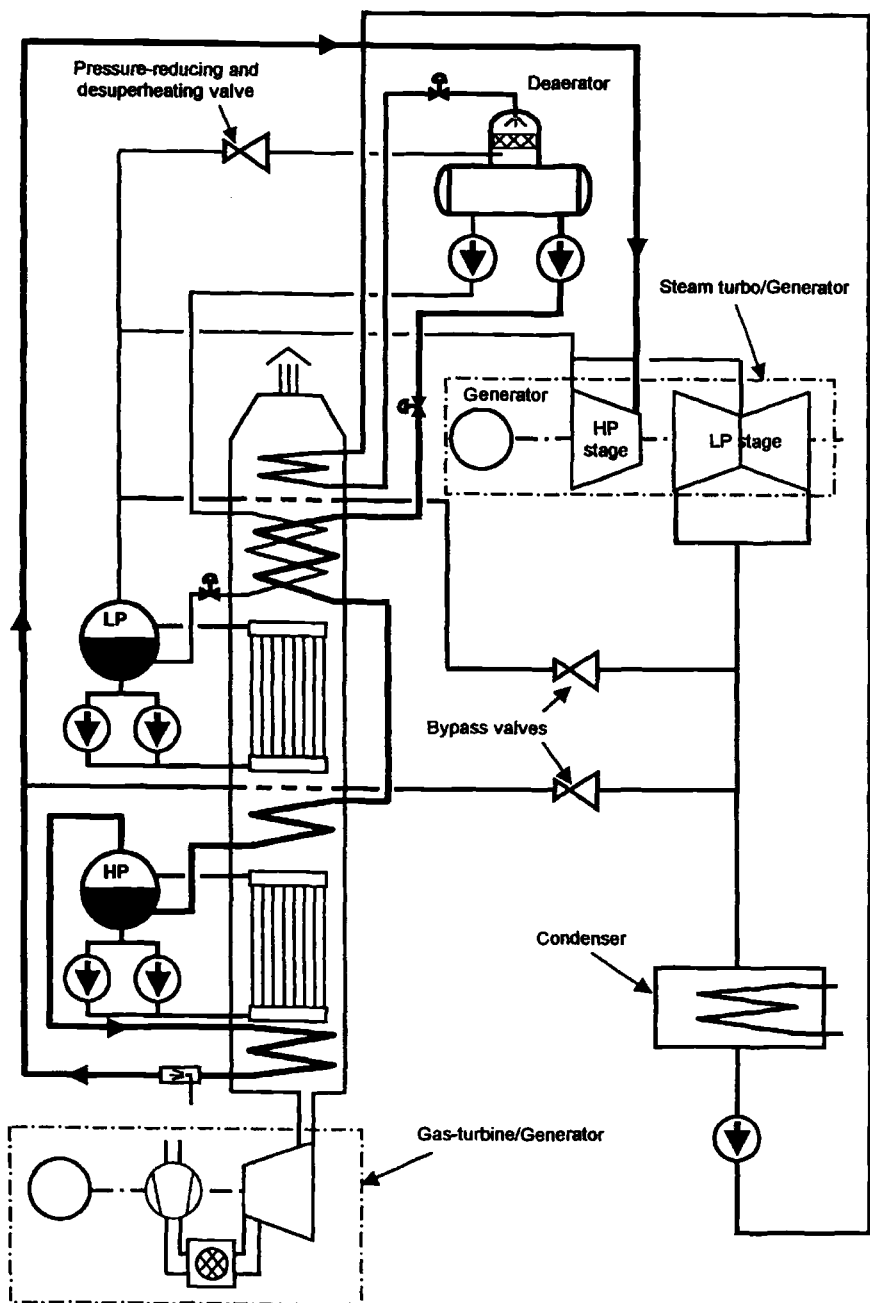 Pressure-reducing and
desuperheating valve
Deaerator
Steam turbo/Generator
Generator
HP
stage
LP stage
LP
Bypass valves
HP
Condenser
Gas-turbine/Generator